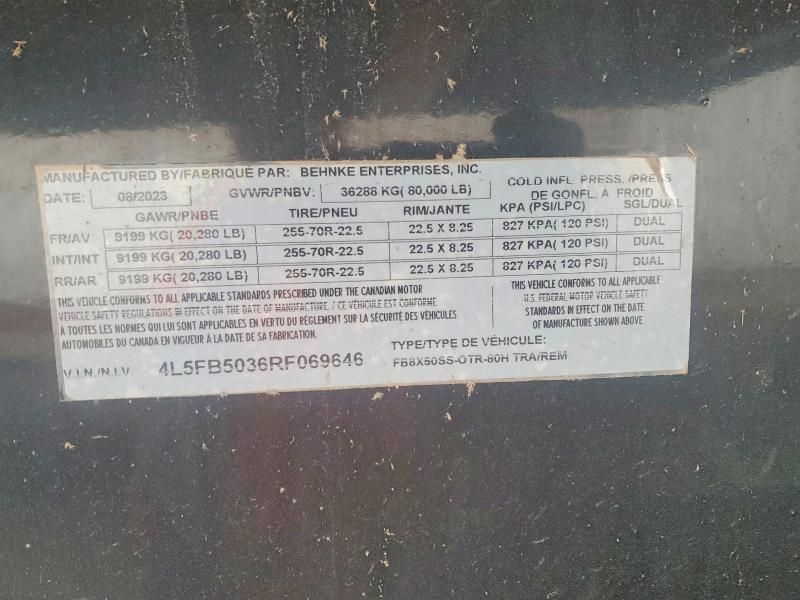 MANUFACTURED BY/FABRIQUÉ PAR: BEHNKE ENTERPRISES, INC.
DATE: 08/2023 GVWR/PNBV: 36288 KG( 80,000 LB) COLD INFL. PRESS. /PRESS
DE GONFL. À FROID
GAWR/PNBE TIRE/PNEU RIM/JANTE KPA (PSI/LPC) SGL/DUAL
FR/AV 9199 KG( 20,280 LB) 255-70R-22.5 22.5 X 8.25 827 KPA( 120 PSI) DUAL
INT/INT 9199 KG( 20,280 LB) 255-70R-22.5 22.5 X 8.25 827 KPA( 120 PSI) DUAL
RR/AR 9199 KG( 20,280 LB) 255-70R-22.5 22.5 X 8.25 827 KPA( 120 PSI) DUAL
THIS VEHICLE CONFORMS TO ALL APPLICABLE STANDARDS PRESCRIBED UNDER THE CANADIAN MOTOR
VEHICLE SAFETY REGULATIONS IN EFFECT ON THE DATE OF MANUFACTURE. / CE VÉHICULE EST CONFORME
À TOUTES LES NORMES QUI LUI SONT APPLICABLES EN VERTU DU RÈGLEMENT SUR LA SÉCURITÉ DES VÉHICULES
AUTOMOBILES DU CANADA EN VIGUEUR À LA DATE DE SA FABRICATION.
THIS VEHICLE CONFORMS TO ALL APPLICABLE
U.S. FEDERAL MOTOR VEHICLE SAFETY
STANDARDS IN EFFECT ON THE DATE
OF MANUFACTURE SHOWN ABOVE
V.I.N./N.I.V 4L5FB5036RF069646
TYPE/TYPE DE VÉHICULE:
FB8X50SS-OTR-80H TRA/REM